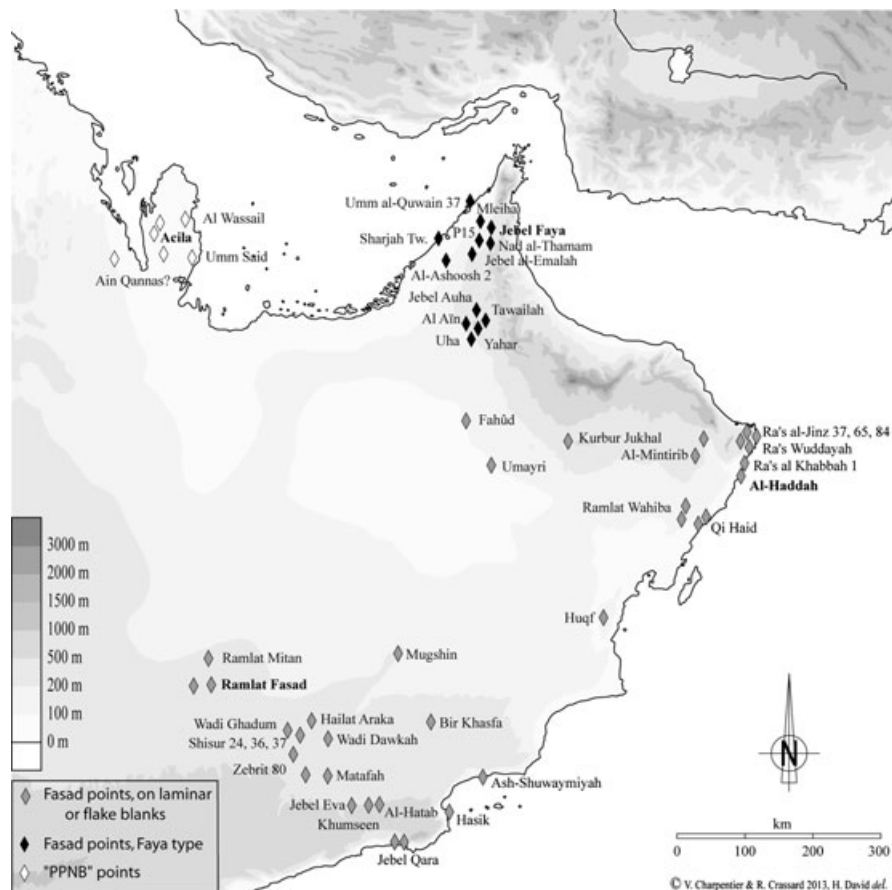 Umm al-Quwain 37
Mleiha
Al Wassail
Acila
P15
Jebel Faya
Sharjah Tw.
Nad al-Thamam
Umm Said
Jebel al-Emalah
Ain Qannas?
Al-Ashoosh 2
Jebel Auha
Tawailah
Al Aïn
Uha
Yahar
Fahûd
Kurbur Jukhal
Ra's al-Jinz 37, 65, 84
Al-Mintirib
Ra's Wuddayah
Umayri
Ra's al Khabbah 1
Al-Haddah
Ramlat Wahiba
Qi Haid
3000 m
2000 m
1500 m
1000 m
500 m
200 m
100 m
0 m
Huqf
Ramlat Mitan
Mugshin
Ramlat Fasad
Wadi Ghadum
Hailat Araka
Bir Khasfa
Shisur 24, 36, 37
Wadi Dawkah
Zebrit 80
Matafah
Ash-Shuwaymiyah
Jebel Eva
Al-Hatab
Khumseen
Hasik
Jebel Qara
N
km
0 100 200 300
Fasad points, on laminar
or flake blanks
Fasad points, Faya type
"PPNB" points
© V. Charpentier & R. Crassard 2013, H. David del.